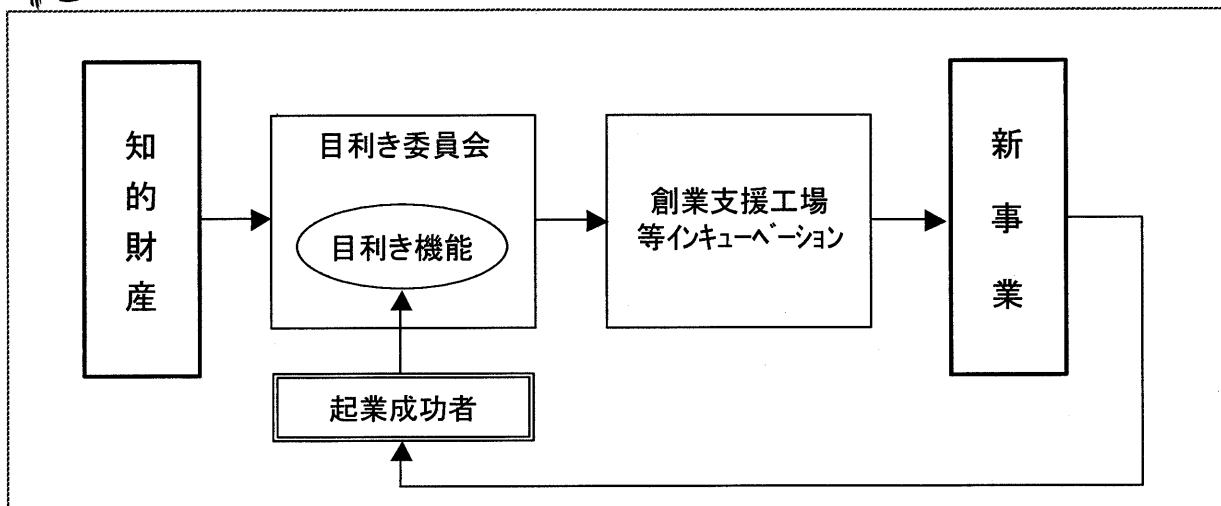 知的財産
目利き委員会
目利き機能
起業成功者
創業支援工場
等インキューベーション
新事業